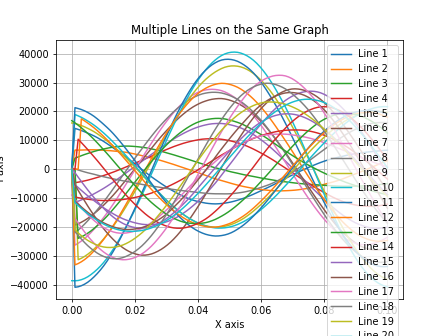 Multiple Lines on the Same Graph
40000
30000
20000
10000
0
−10000
−20000
−30000
−40000
0.00
0.02
0.04
0.06
X axis
Line 1
Line 2
Line 3
Line 4
Line 5
Line 6
Line 7
Line 8
Line 9
Line 10
Line 11
Line 12
Line 13
Line 14
Line 15
Line 16
Line 17
Line 18
Line 19
Line 20